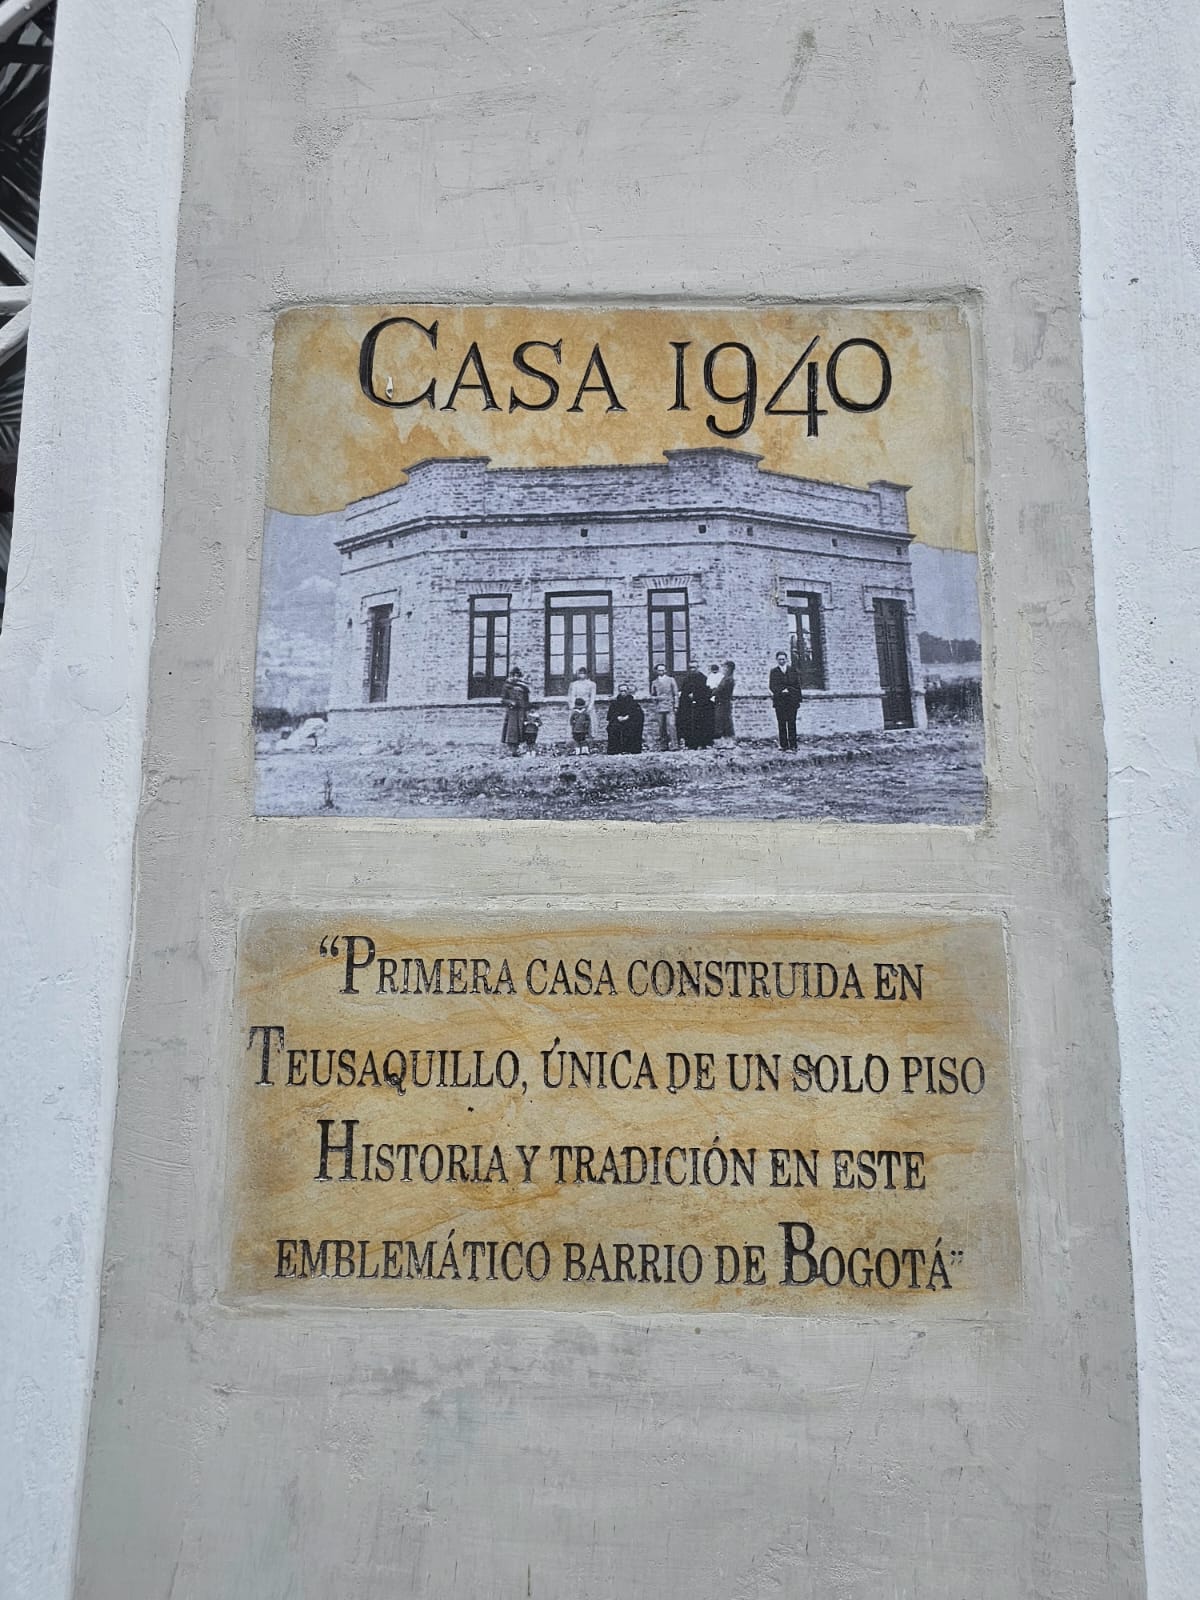 CASA 1940
“PRIMERA CASA CONSTRUIDA EN
TEUSAQUILLO, ÚNICA DE UN SOLO PISO
HISTORIA Y TRADICIÓN EN ESTE
EMBLEMÁTICO BARRIO DE BOGOTÁ”